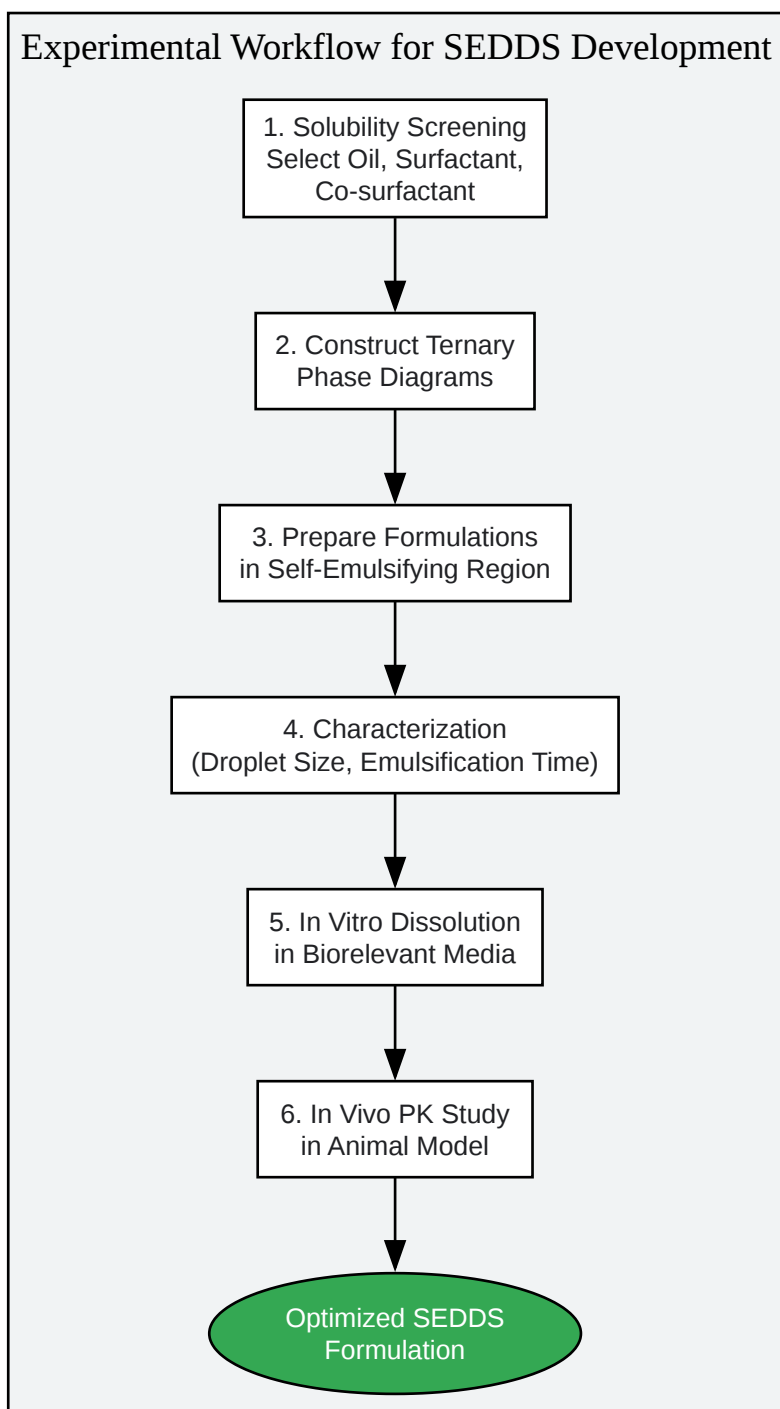 Experimental Workflow for SEDDS Development
1. Solubility Screening
Select Oil, Surfactant,
Co-surfactant
2. Construct Ternary
Phase Diagrams
3. Prepare Formulations
in Self-Emulsifying Region
4. Characterization
(Droplet Size, Emulsification Time)
5. In Vitro Dissolution
in Biorelevant Media
6. In Vivo PK Study
in Animal Model
Optimized SEDDS
Formulation